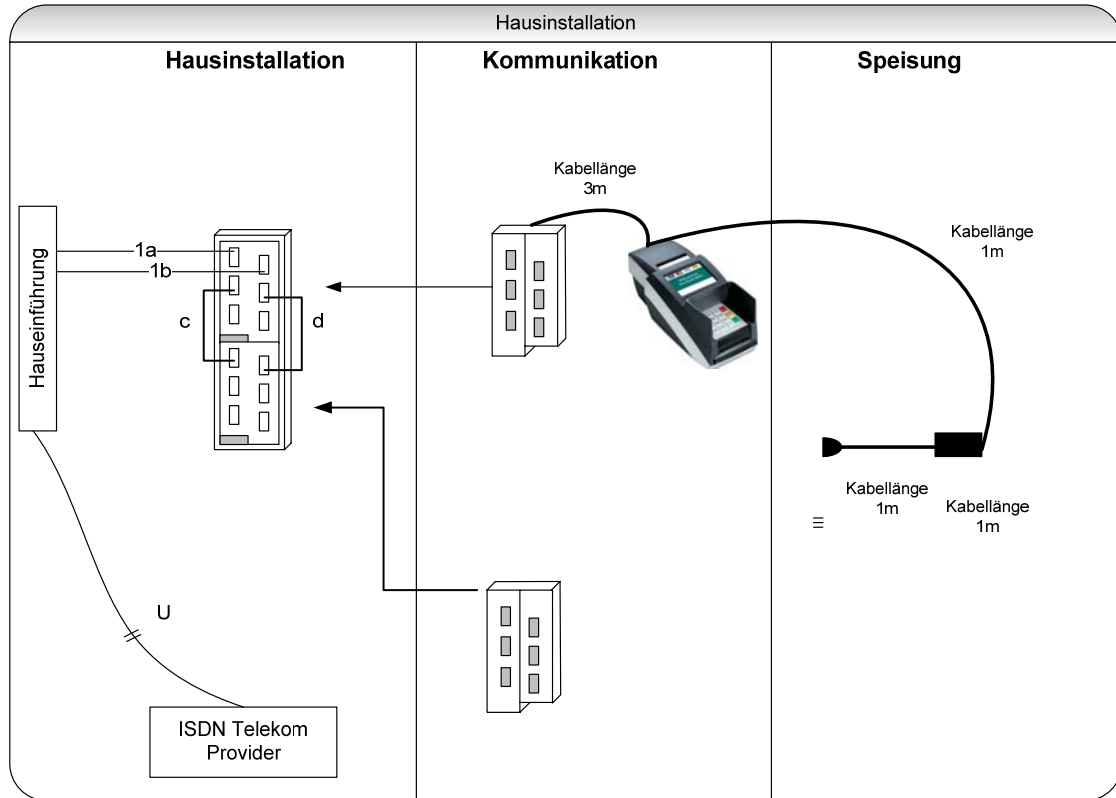 Hausinstallation
Hausinstallation
Kommunikation
Speisung
Kabellänge
3m
Kabellänge
1m
Hauseinführung
1a
1b
c
d
Kabellänge
1m
Kabellänge
1m
U
ISDN Telekom
Provider